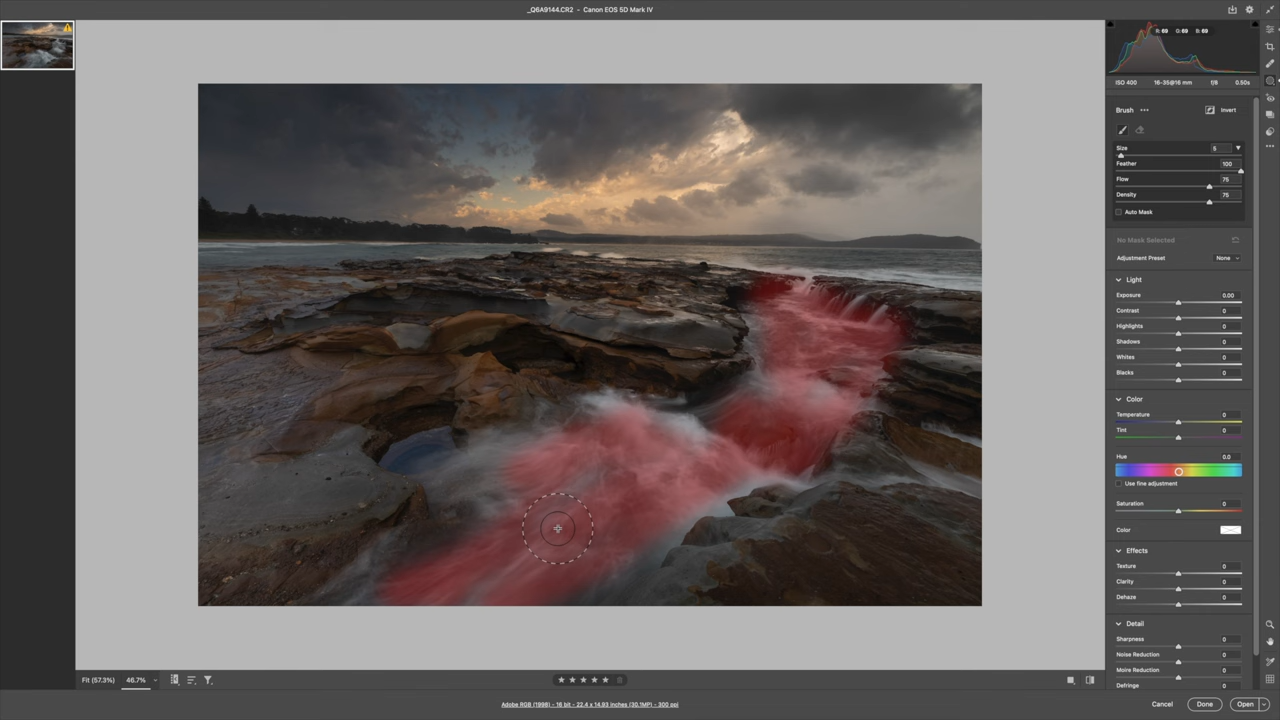 _Q6A9144.CR2 - Canon EOS 5D Mark IV
R: 69 G: 69 B: 69
ISO 400 16-35@16 mm f/8 0.50s
Brush Invert
Size 5
Feather 100
Flow 75
Density 75
Auto Mask
No Mask Selected
Adjustment Preset None
Light
Exposure 0.00
Contrast 0
Highlights 0
Shadows 0
Whites 0
Blacks 0
Color
Temperature 0
Tint 0
Hue 0.0
Use fine adjustment
Saturation 0
Color
Effects
Texture 0
Clarity 0
Dehaze 0
Detail
Sharpness 0
Noise Reduction 0
Moire Reduction 0
Defringe 0
Fit (57.3%) 46.7%
Adobe RGB (1998) - 16 bit - 22.4 x 14.93 inches (30.1MP) - 300 ppi
Cancel Done Open